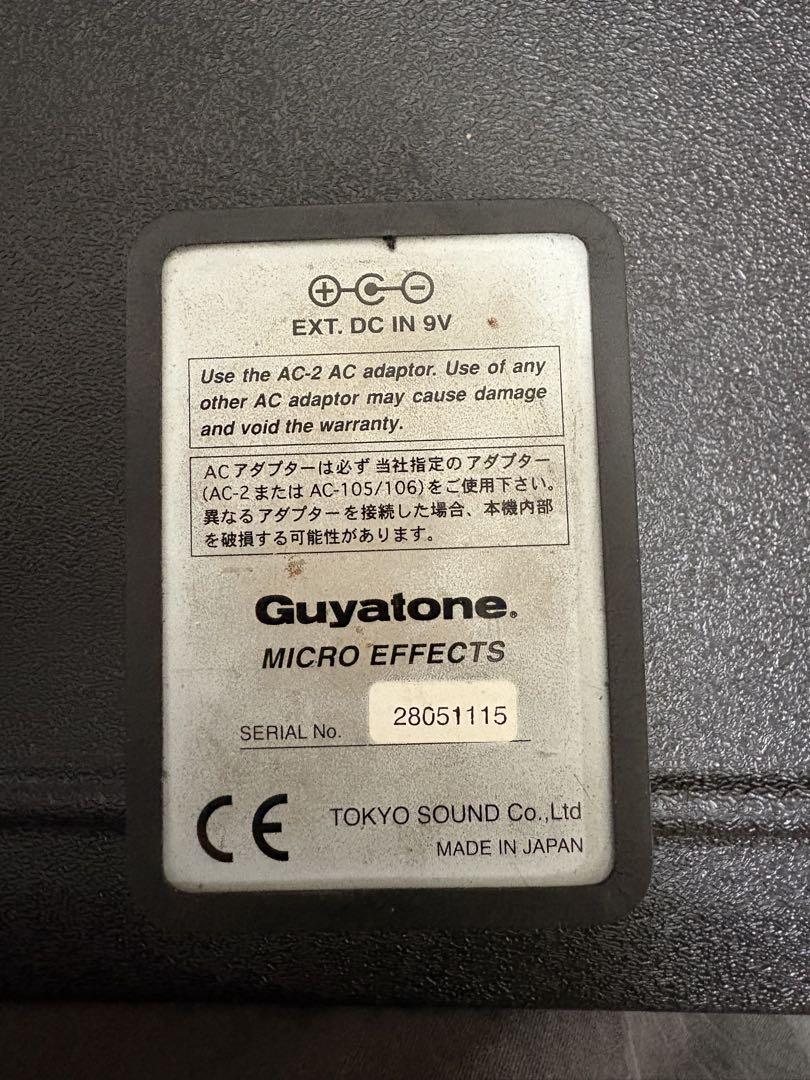 EXT. DC IN 9V
Use the AC-2 AC adaptor. Use of any
other AC adaptor may cause damage
and void the warranty.
ACアダプターは必ず当社指定のアダプター
(AC-2または AC-105/106)をご使用下さい。
異なるアダプターを接続した場合、本機内部
を破損する可能性があります。
Guyatone®
MICRO EFFECTS
SERIAL No. 28051115
CE TOKYO SOUND Co.,Ltd
MADE IN JAPAN